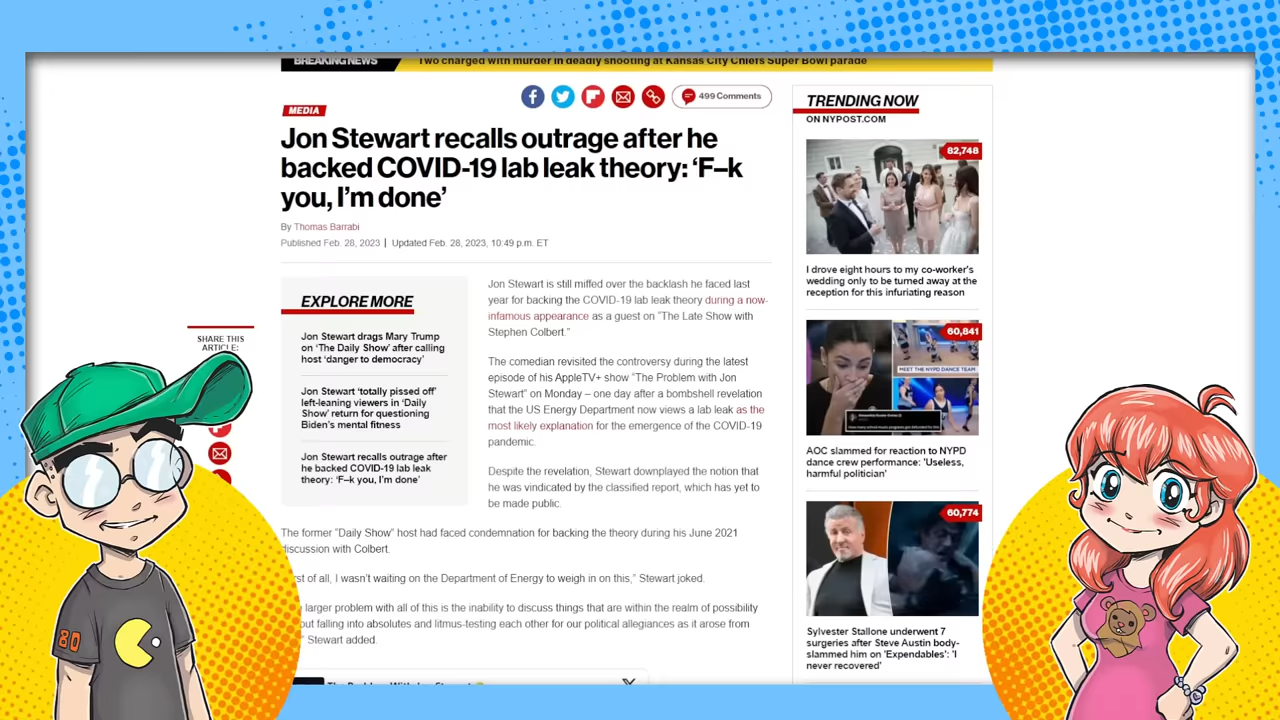 BREAKING NEWS
Two charged with murder in deadly shooting at Kansas City Chiefs Super Bowl parade
499 Comments
MEDIA
Jon Stewart recalls outrage after he
backed COVID-19 lab leak theory: ‘F–k
you, I’m done’
By Thomas Barrabi
Published Feb. 28, 2023 | Updated Feb. 28, 2023, 10:49 p.m. ET
EXPLORE MORE
Jon Stewart drags Mary Trump
on ‘The Daily Show’ after calling
host ‘danger to democracy’
Jon Stewart ‘totally pissed off’
left-leaning viewers in ‘Daily
Show’ return for questioning
Biden’s mental fitness
Jon Stewart recalls outrage after
he backed COVID-19 lab leak
theory: ‘F–k you, I’m done’
SHARE THIS
ARTICLE:
Jon Stewart is still miffed over the backlash he faced last
year for backing the COVID-19 lab leak theory during a now-
infamous appearance as a guest on “The Late Show with
Stephen Colbert.”
The comedian revisited the controversy during the latest
episode of his AppleTV+ show “The Problem with Jon
Stewart” on Monday – one day after a bombshell revelation
that the US Energy Department now views a lab leak as the
most likely explanation for the emergence of the COVID-19
pandemic.
Despite the revelation, Stewart downplayed the notion that
he was vindicated by the classified report, which has yet to
be made public.
The former “Daily Show” host had faced condemnation for backing the theory during his June 2021
discussion with Colbert.
of all, I wasn’t waiting on the Department of Energy to weigh in on this,” Stewart joked.
larger problem with all of this is the inability to discuss things that are within the realm of possibility
falling into absolutes and litmus-testing each other for our political allegiances as it arose from
Stewart added.
TRENDING NOW
ON NYPOST.COM
82,748
I drove eight hours to my co-worker's
wedding only to be turned away at the
reception for this infuriating reason
60,841
MEET THE NYPD DANCE TEAM
AOC slammed for reaction to NYPD
dance crew performance: 'Useless,
harmful politician'
60,774
Sylvester Stallone underwent 7
surgeries after Steve Austin body-
slammed him on 'Expendables': 'I
never recovered'
80